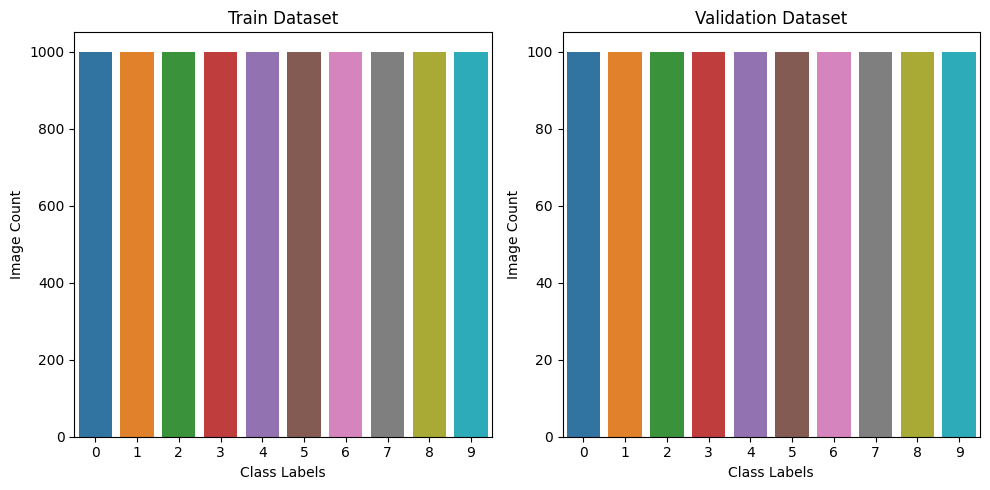 Train Dataset
1000
800
600
400
200
0
Image Count
0 1 2 3 4 5 6 7 8 9
Class Labels
Validation Dataset
100
80
60
40
20
0
Image Count
0 1 2 3 4 5 6 7 8 9
Class Labels